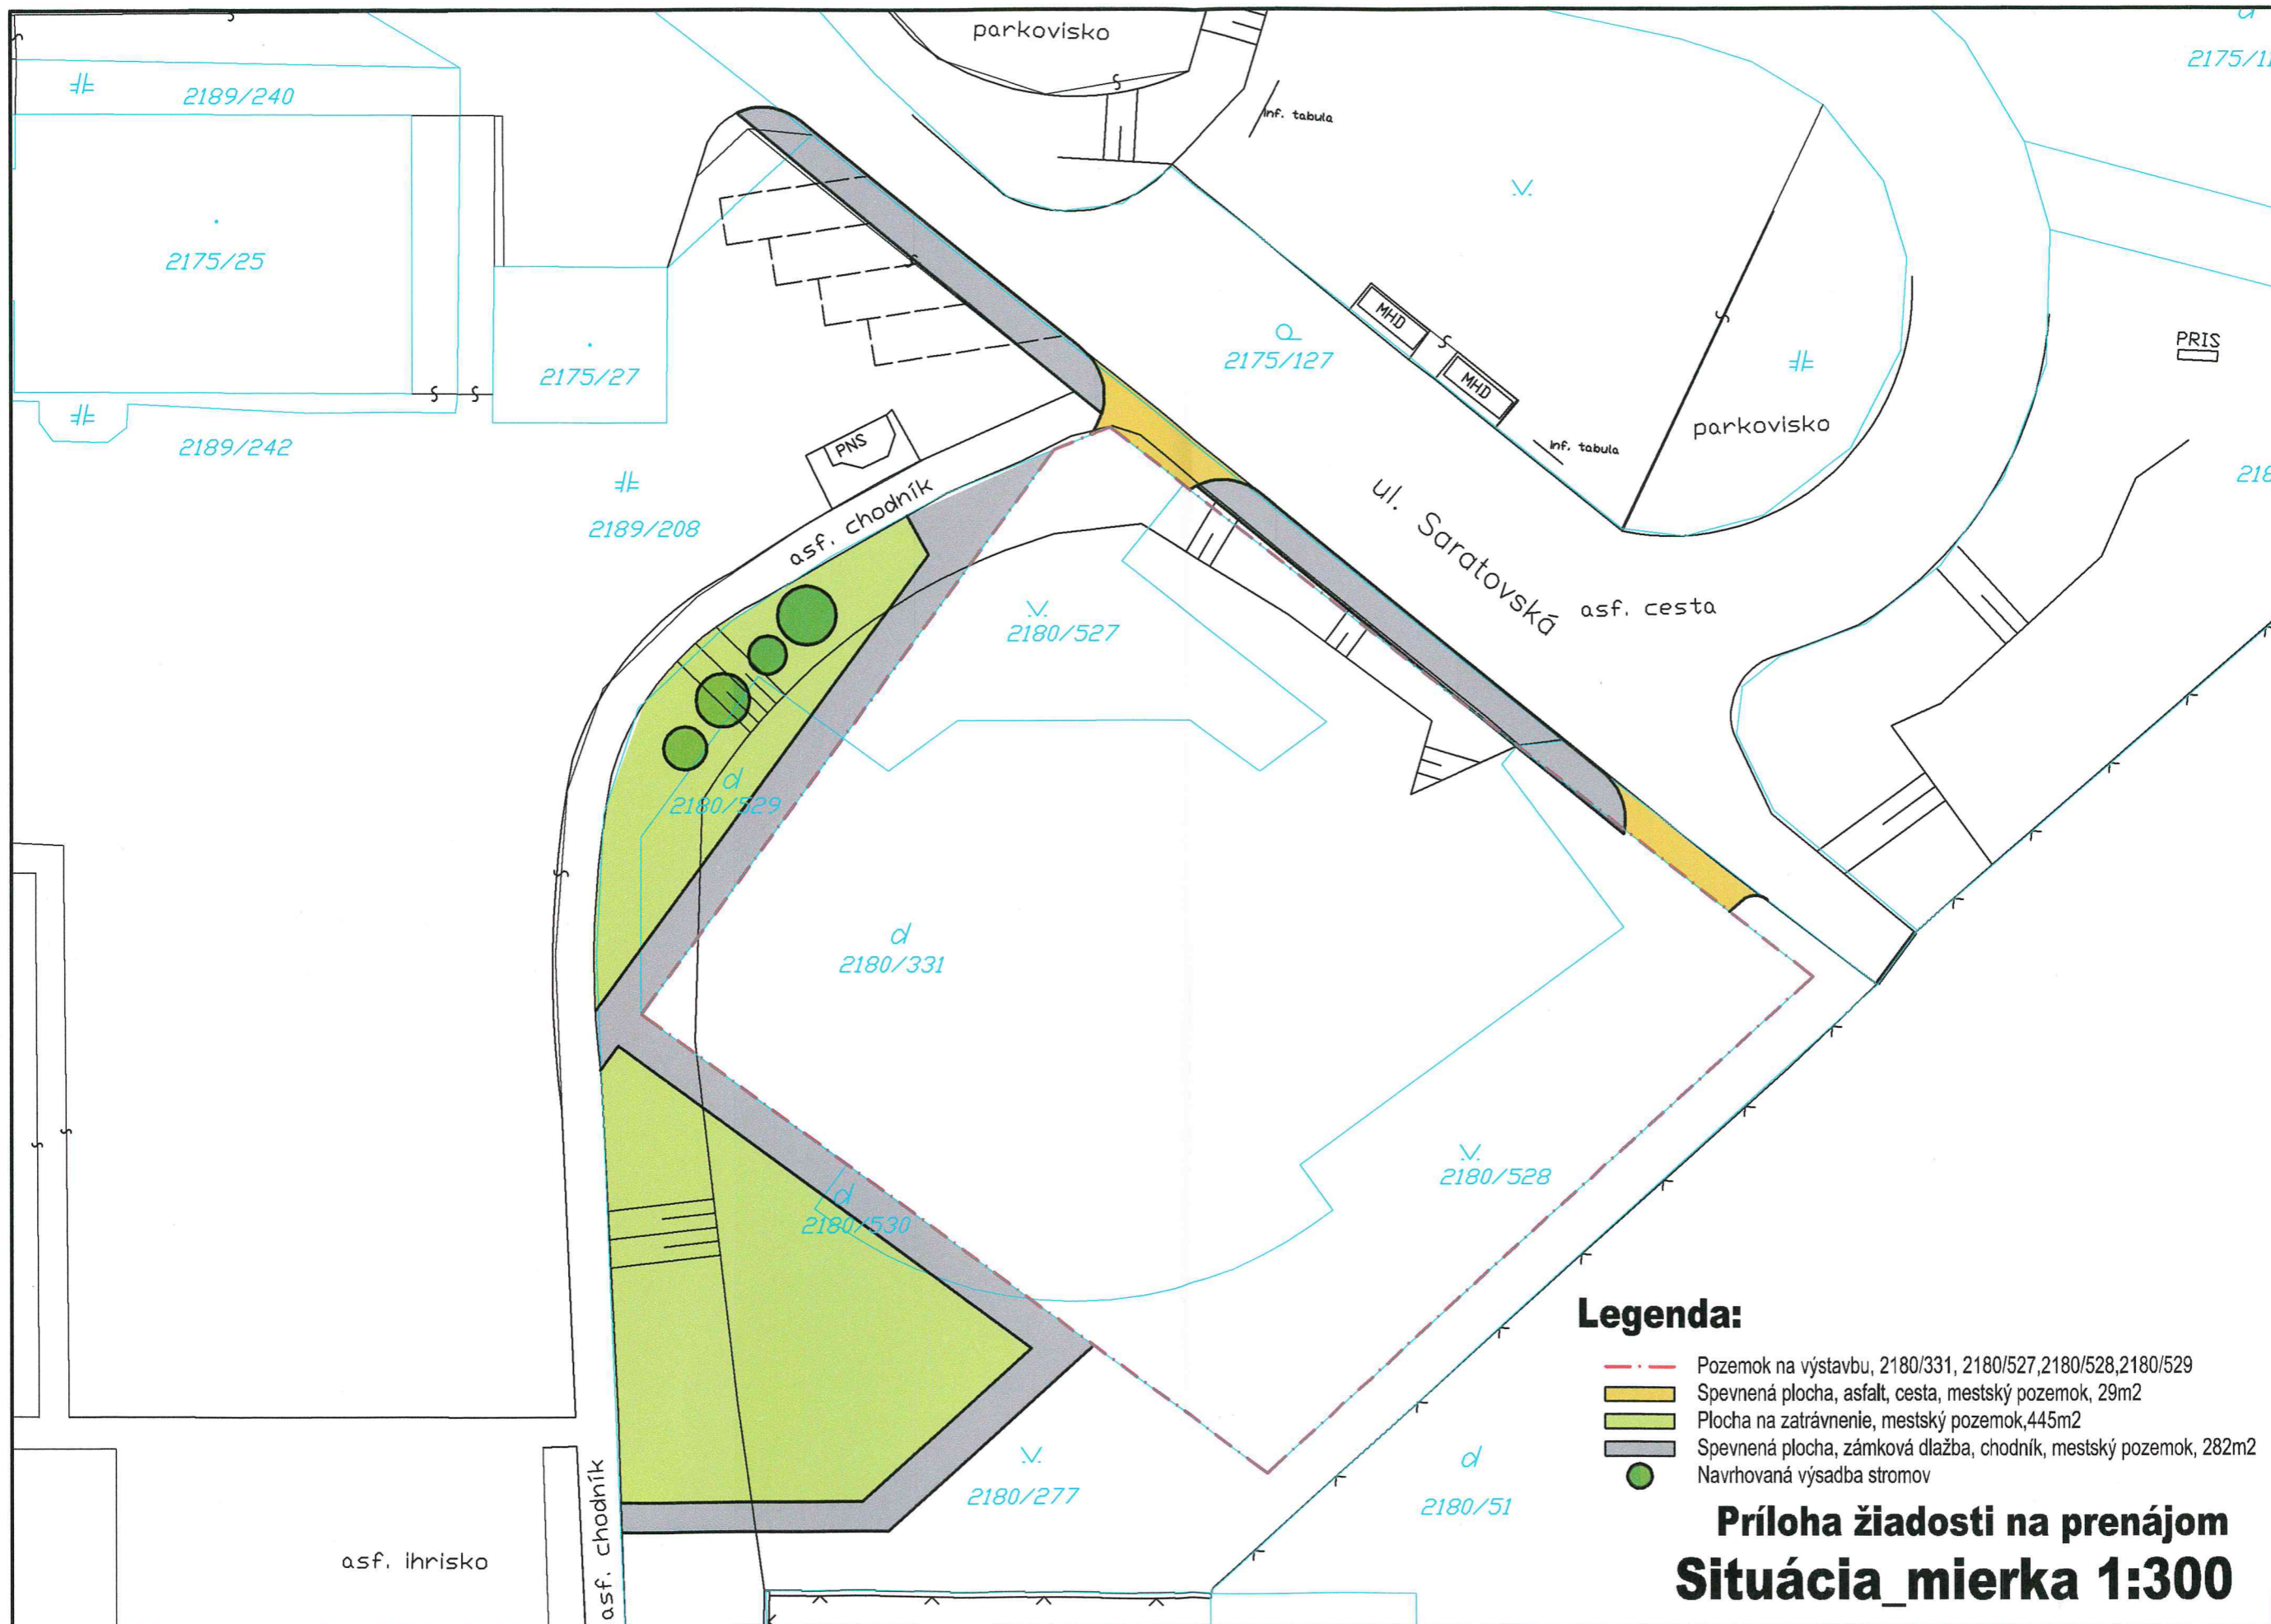 parkovisko
2189/240
inf. tabula
2175/25
2175/27
2175/127
MHD
MHD
PRIS
parkovisko
inf. tabula
2189/242
PNS
asf. chodník
2189/208
ul. Saratovská
asf. cesta
2180/527
d
2180/529
d
2180/331
d
2180/530
2180/528
2180/277
d
2180/51
asf. ihrisko
asf. chodník
Legenda:
Pozemok na výstavbu, 2180/331, 2180/527,2180/528,2180/529
Spevnená plocha, asfalt, cesta, mestský pozemok, 29m2
Plocha na zatrávnenie, mestský pozemok,445m2
Spevnená plocha, zámková dlažba, chodník, mestský pozemok, 282m2
Navrhovaná výsadba stromov
Príloha žiadosti na prenájom
Situácia_mierka 1:300